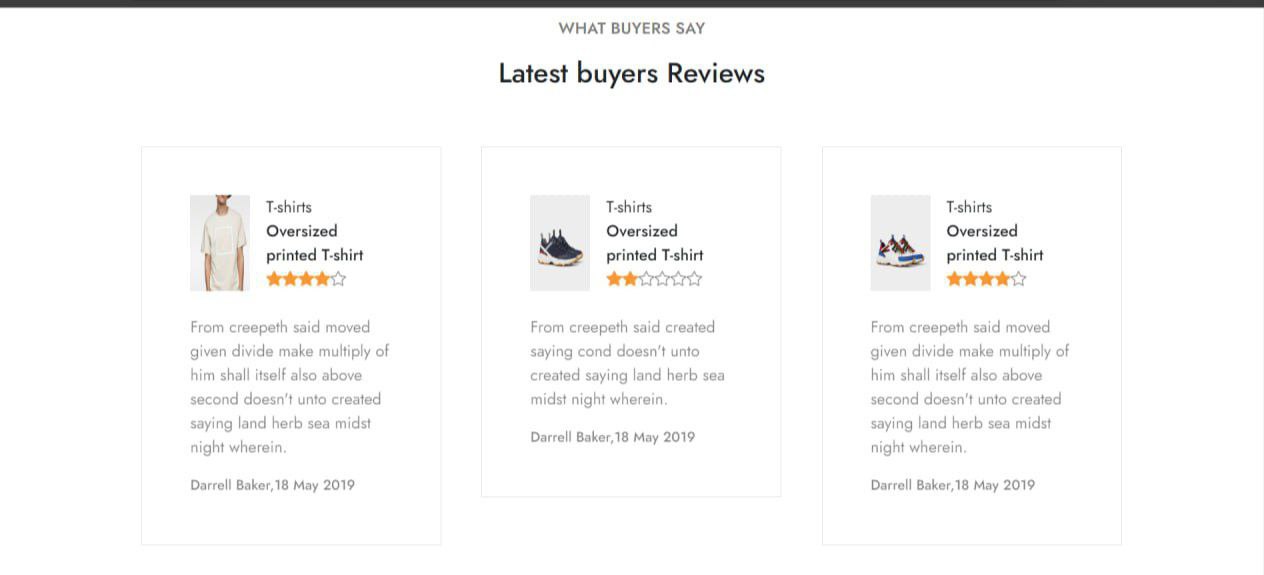 WHAT BUYERS SAY
Latest buyers Reviews
T-shirts
Oversized
printed T-shirt
From creepeth said moved
given divide make multiply of
him shall itself also above
second doesn't unto created
saying land herb sea midst
night wherein.
Darrell Baker,18 May 2019
T-shirts
Oversized
printed T-shirt
From creepeth said created
saying cond doesn't unto
created saying land herb sea
midst night wherein.
Darrell Baker,18 May 2019
T-shirts
Oversized
printed T-shirt
From creepeth said moved
given divide make multiply of
him shall itself also above
second doesn't unto created
saying land herb sea midst
night wherein.
Darrell Baker,18 May 2019